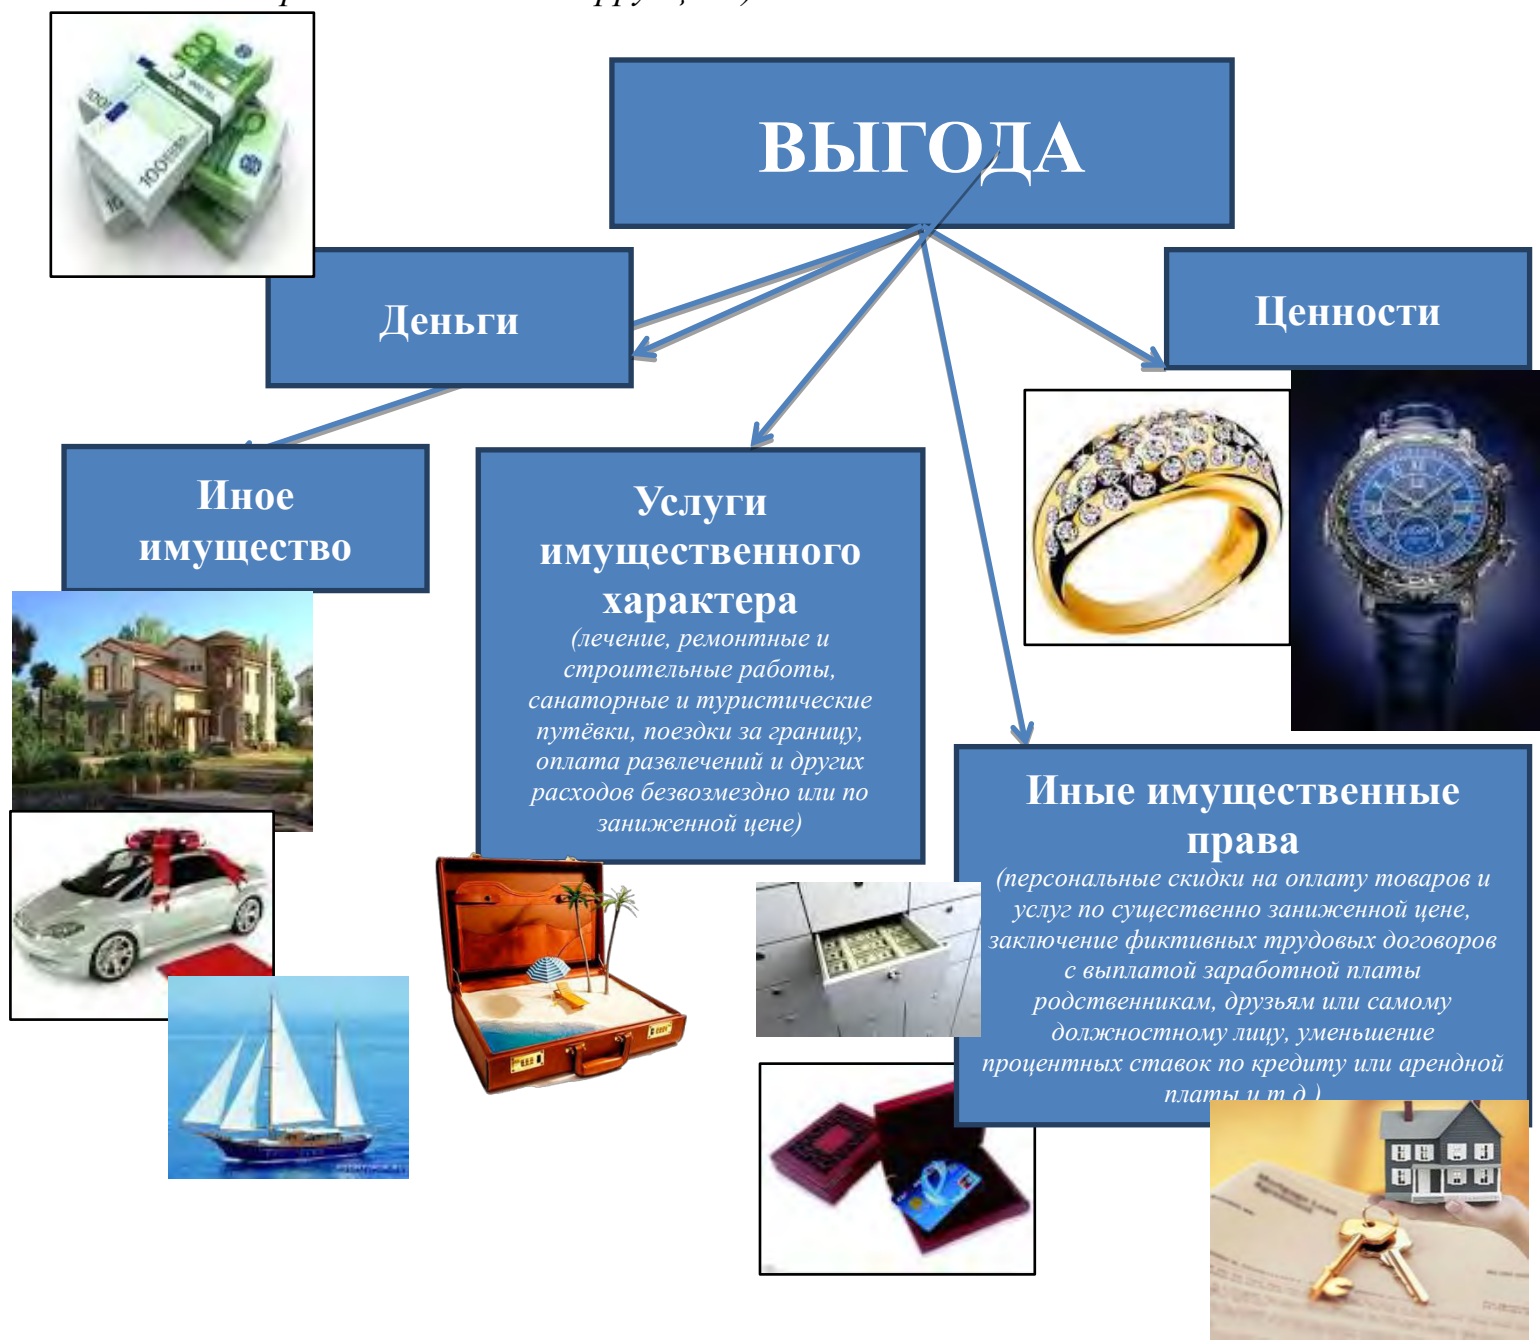 ВЫГОДА
Деньги
Ценности
Иное
имущество
Услуги
имущественного
характера
(лечение, ремонтные и
строительные работы,
санаторные и туристические
путёвки, поездки за границу,
оплата развлечений и других
расходов безвозмездно или по
заниженной цене)
Иные имущественные
права
(персональные скидки на оплату товаров и
услуг по существенно заниженной цене,
заключение фиктивных трудовых договоров
с выплатой заработной платы
родственникам, друзьям или самому
должностному лицу, уменьшение
процентных ставок по кредиту или арендной
платы и т.д.)
100
100